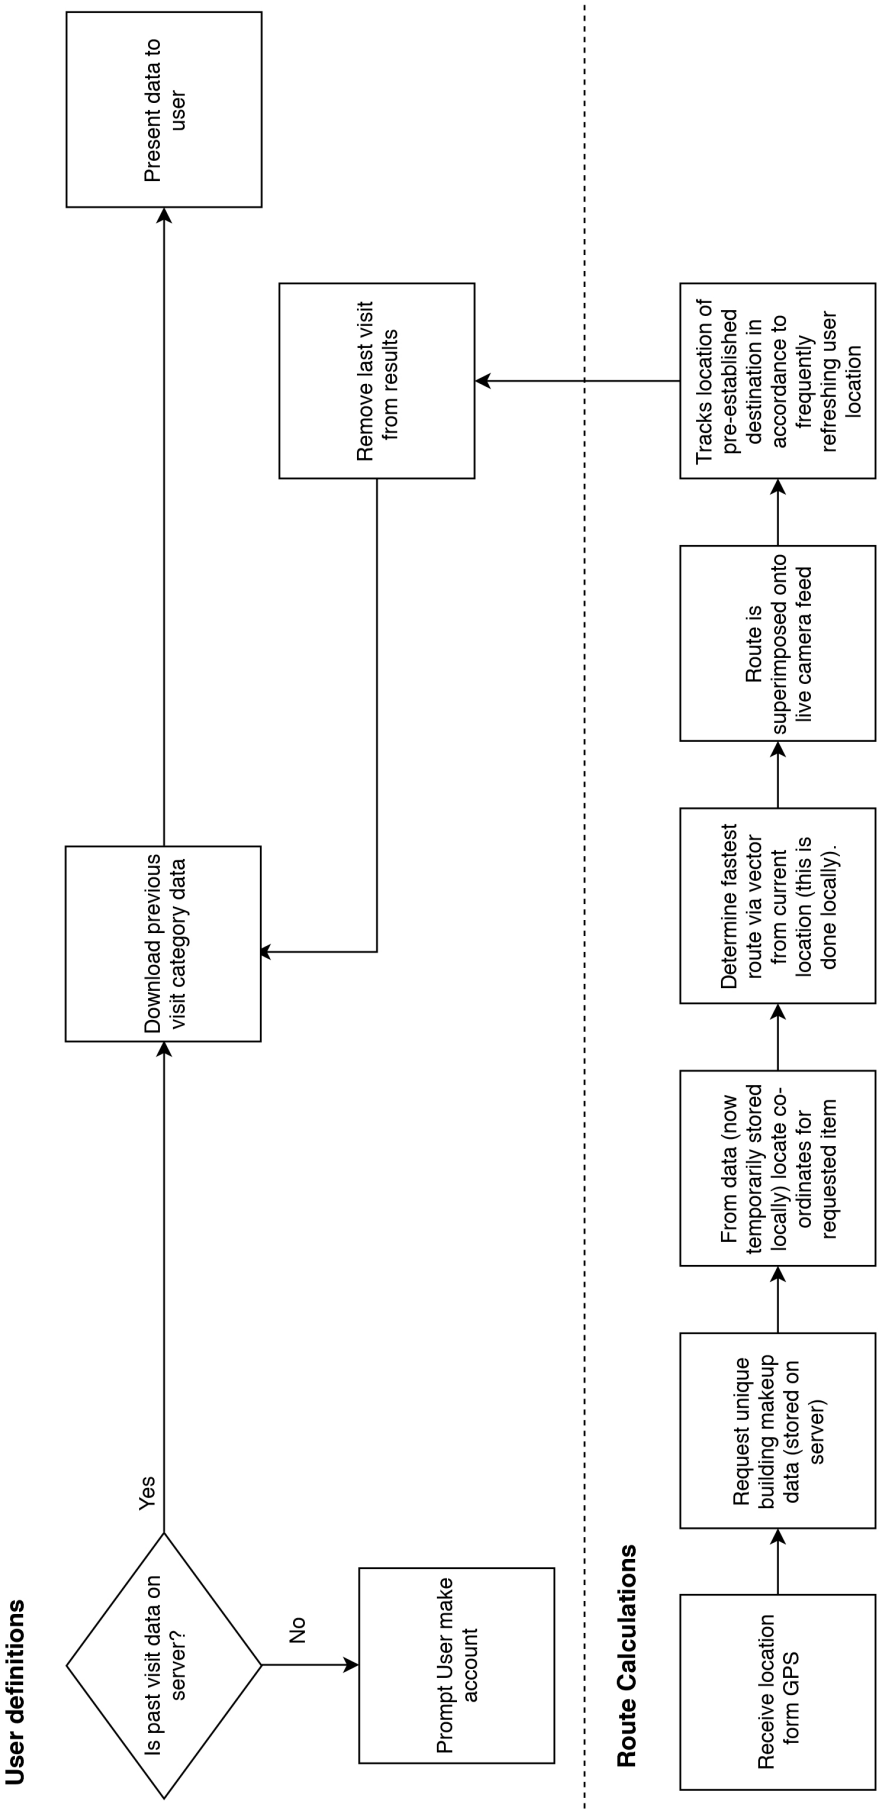 User definitions
Is past visit data on
server?
Yes
No
Prompt User make
account
Download previous
visit category data
Present data to
user
Remove last visit
from results
Route Calculations
Receive location
form GPS
Request unique
building makeup
data (stored on
server)
From data (now
temporarily stored
locally) locate co-
ordinates for
requested item
Determine fastest
route via vector
from current
location (this is
done locally).
Route is
superimposed onto
live camera feed
Tracks location of
pre-established
destination in
accordance to
frequently
refreshing user
location